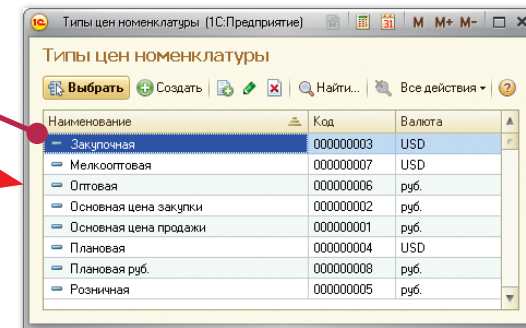 Типы цен номенклатуры (1С:Предприятие) 31 M M+ M-
Типы цен номенклатуры
Выбрать Создать Найти... Все действия
Наименование Код Валюта
Закупочная 000000003 USD
Мелкооптовая 000000007 USD
Оптовая 000000006 руб.
Основная цена закупки 000000002 руб.
Основная цена продажи 000000001 руб.
Плановая 000000004 USD
Плановая руб. 000000008 руб.
Розничная 000000005 руб.